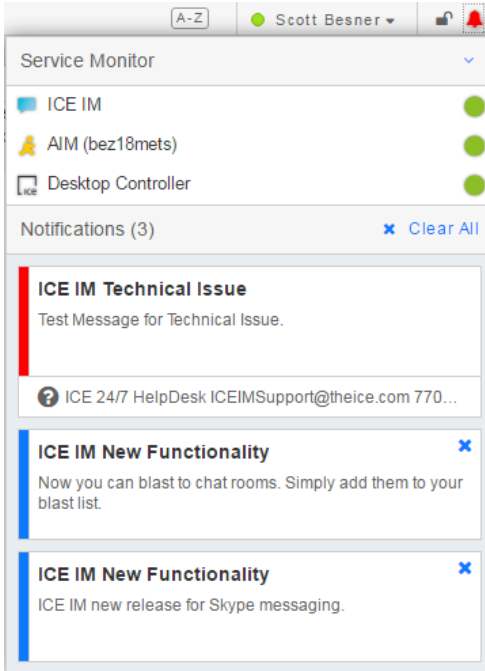 A-Z
Scott Besner
Service Monitor
ICE IM
AIM (bez18mets)
ice
Desktop Controller
Notifications (3)
Clear All
ICE IM Technical Issue
Test Message for Technical Issue.
ICE 24/7 HelpDesk ICEIMSupport@theice.com 770...
ICE IM New Functionality
Now you can blast to chat rooms. Simply add them to your
blast list.
ICE IM New Functionality
ICE IM new release for Skype messaging.